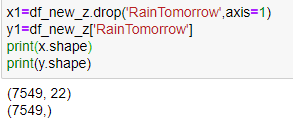 x1=df_new_z.drop('RainTomorrow',axis=1)
y1=df_new_z['RainTomorrow']
print(x.shape)
print(y.shape)
(7549, 22)
(7549,)